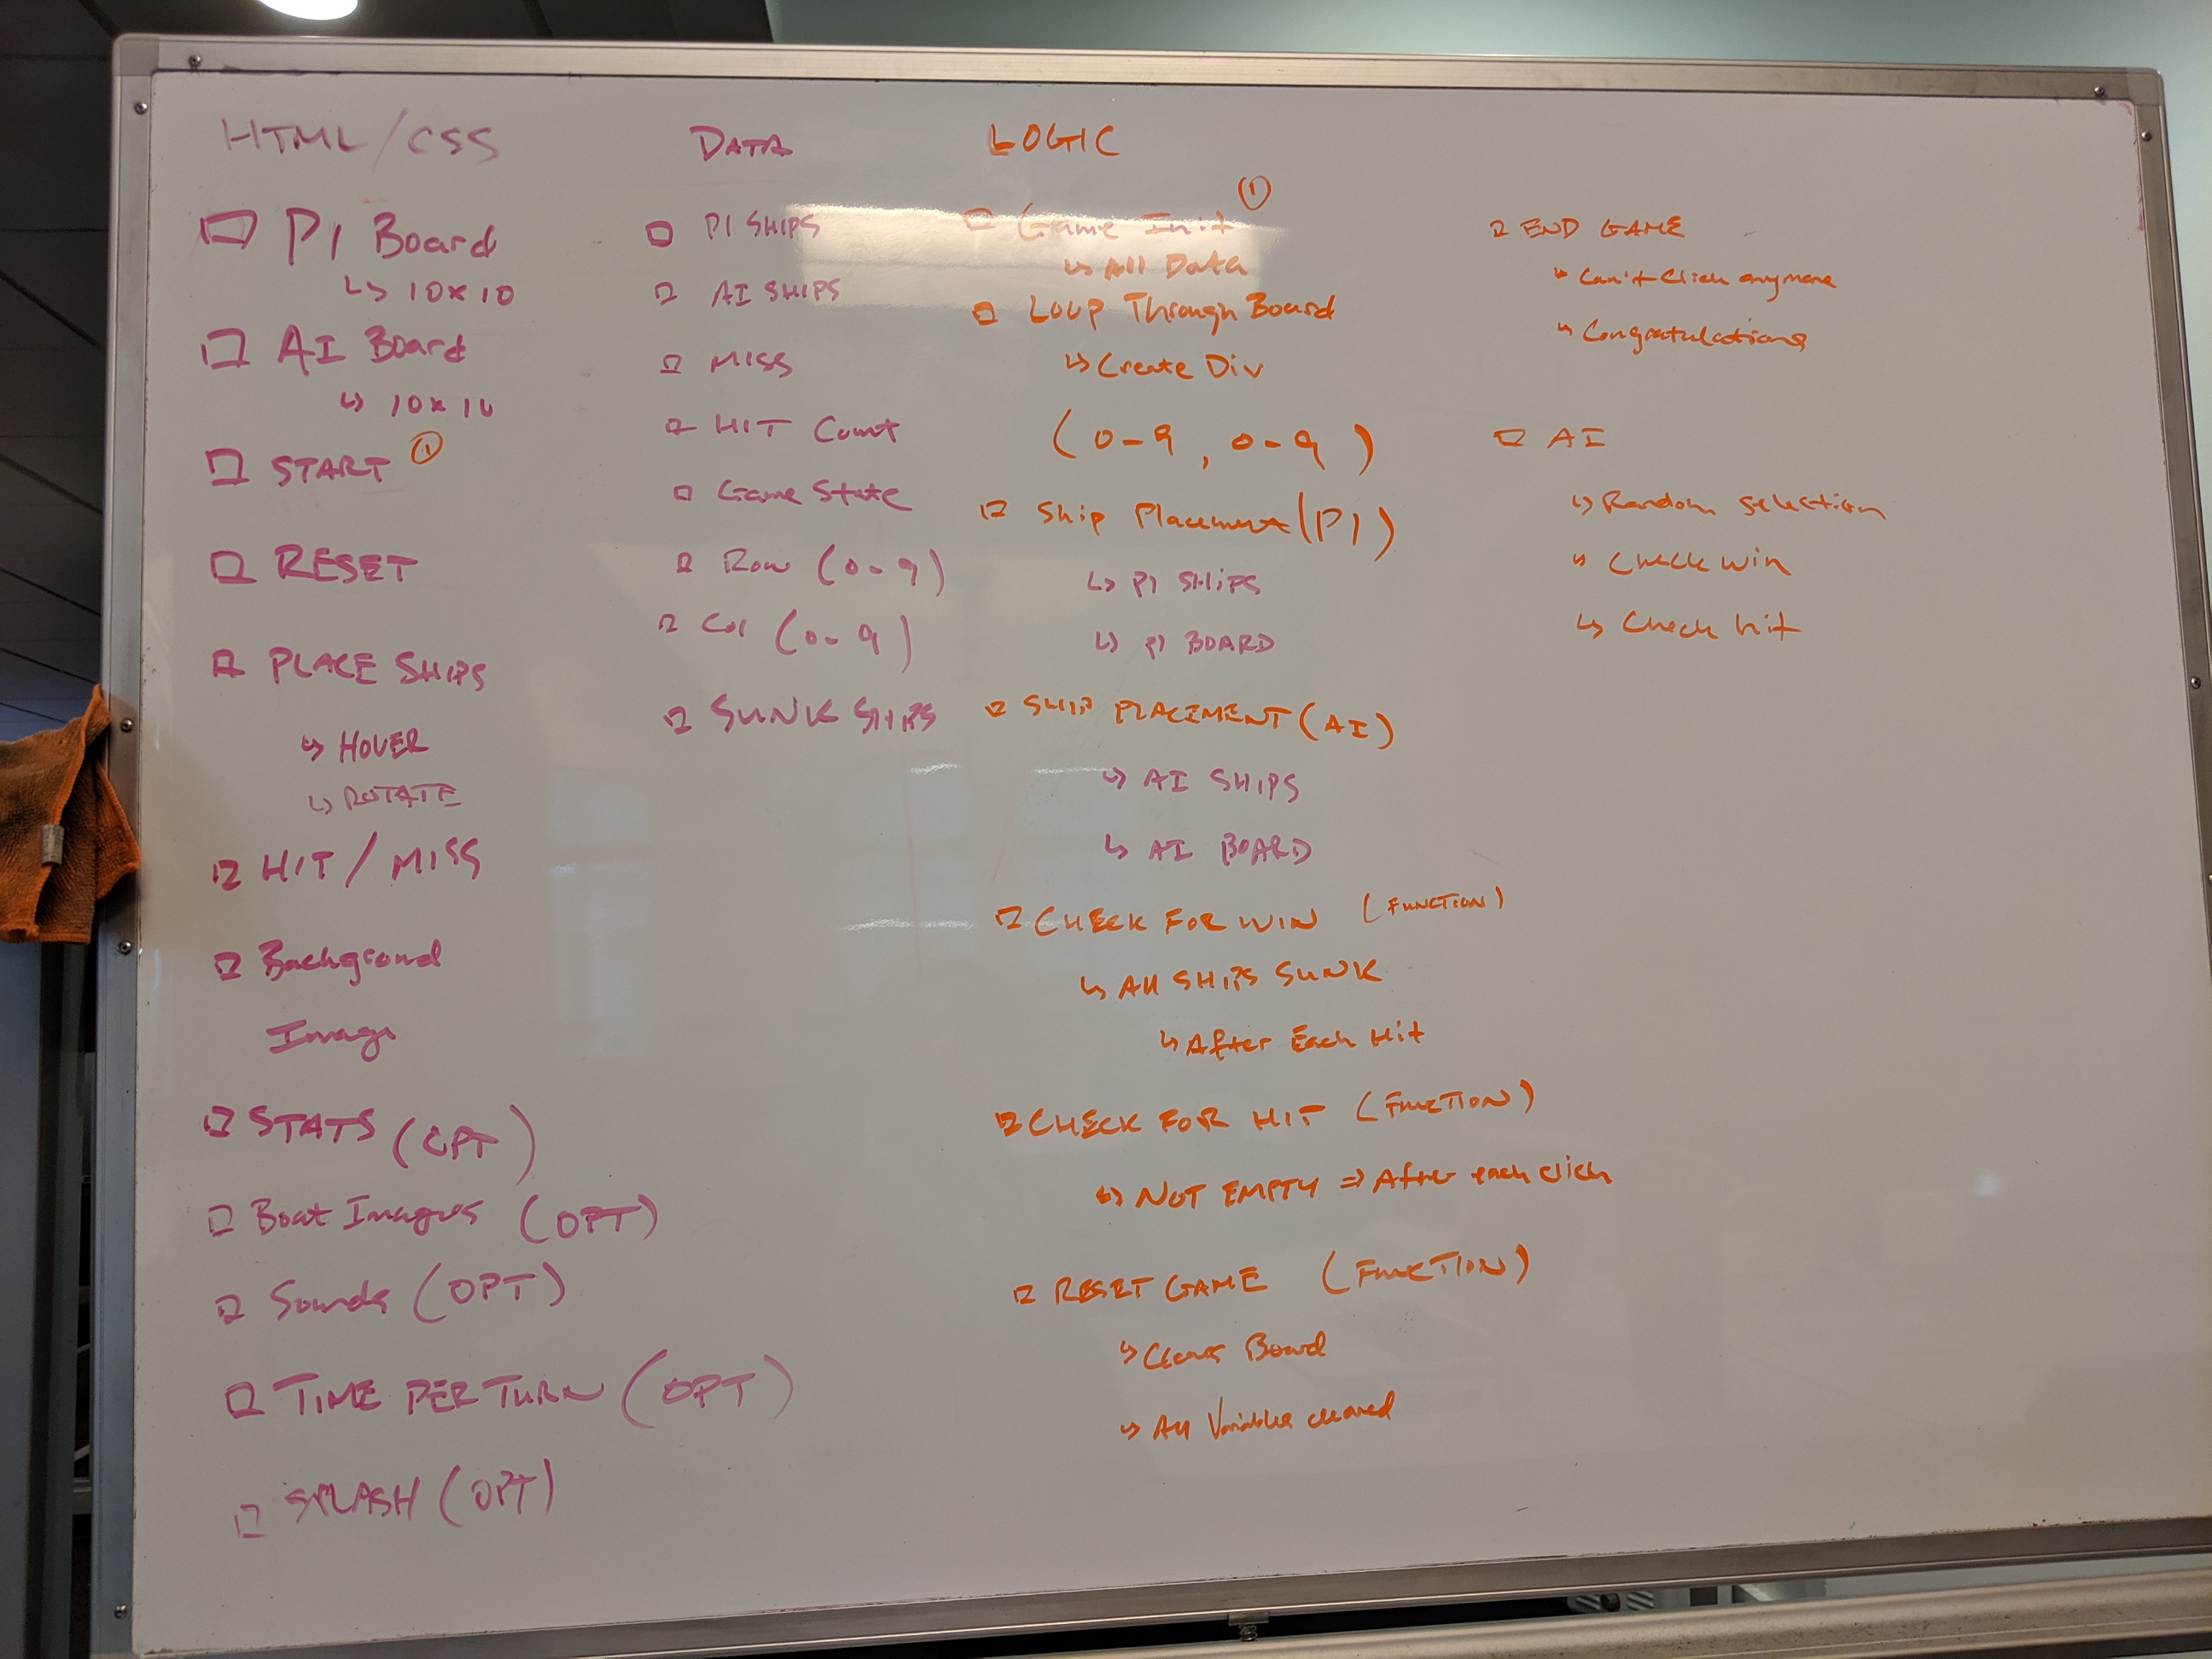 HTML/CSS
P1 Board
↳ 10x10
AI Board
↳ 10x10
START ①
RESET
PLACE SHIPS
↳ HOVER
↳ ROTATE
HIT / MISS
Background
Image
STATS (OPT)
Boat Images (OPT)
Sounds (OPT)
TIME PER TURN (OPT)
SPLASH (OPT)
DATA
P1 SHIPS
AI SHIPS
MISS
HIT Count
Game State
Row (0-9)
Col (0-9)
SUNK SHIPS
LOGIC
Game Init ①
↳ All Data
Loop Through Board
↳ Create Div
(0-9, 0-9)
Ship Placement (P1)
↳ P1 SHIPS
↳ P1 BOARD
SHIP PLACEMENT (AI)
↳ AI SHIPS
↳ AI BOARD
CHECK FOR WIN (FUNCTION)
↳ All SHIPS SUNK
↳ After Each Hit
CHECK FOR HIT (FUNCTION)
↳ NOT EMPTY => After each click
RESET GAME (FUNCTION)
↳ Clears Board
↳ All Variables cleared
END GAME
↳ Can't Click anymore
↳ Congratulations
AI
↳ Random selection
↳ Check win
↳ Check hit